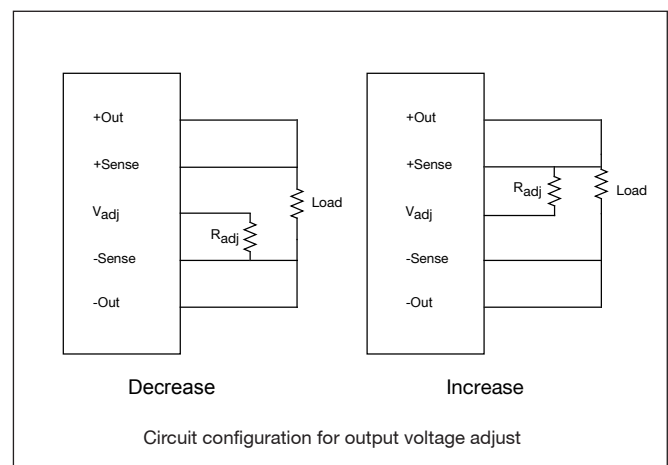 +Out
+Sense
Vadj
-Sense
-Out
Radj
Load
Decrease
+Out
+Sense
Vadj
-Sense
-Out
Radj
Load
Increase
Circuit configuration for output voltage adjust